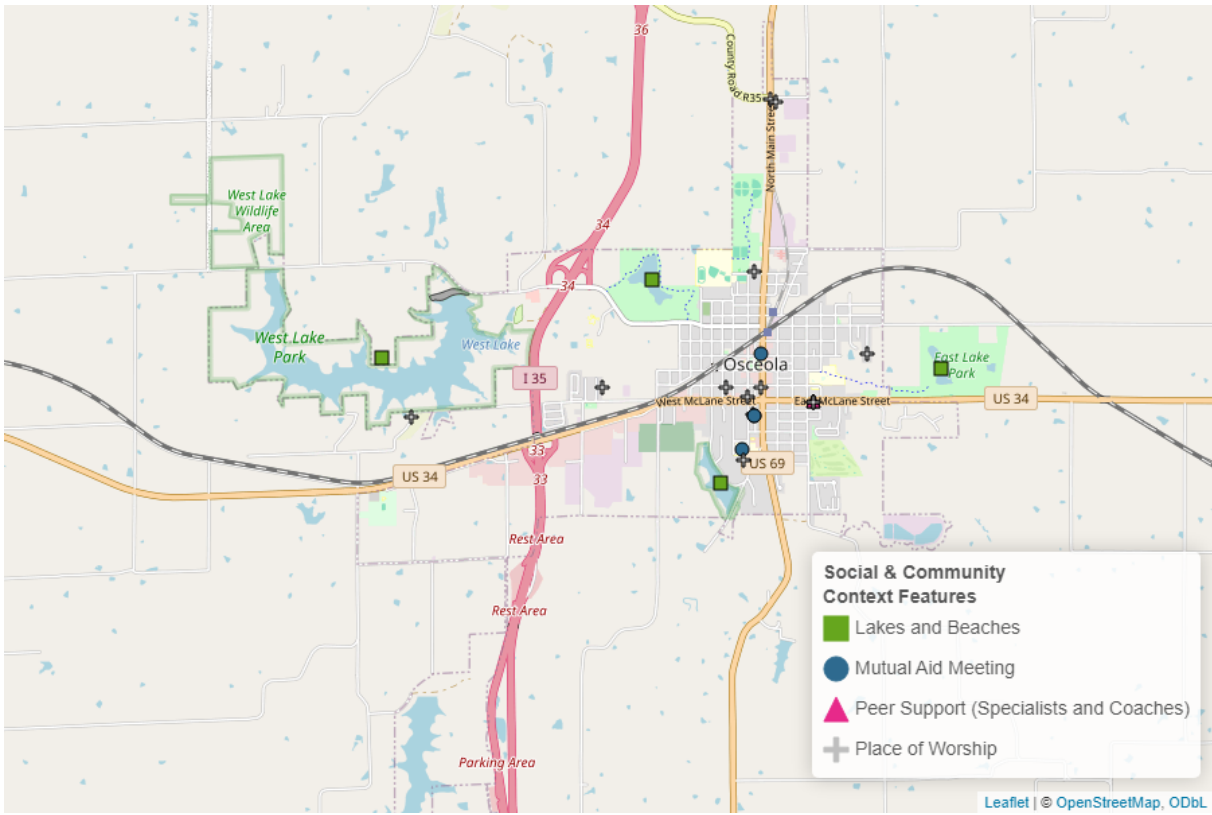 36
County Road R35
North Main Street
West Lake
Wildlife
Area
34
34
West Lake
Park
West Lake
I 35
Osceola
East Lake
Park
West McLane Street
East McLane Street
US 34
33
US 34
US 69
33
Rest Area
Rest Area
Parking Area
Social & Community
Context Features
Lakes and Beaches
Mutual Aid Meeting
Peer Support (Specialists and Coaches)
Place of Worship
Leaflet | © OpenStreetMap, ODbL